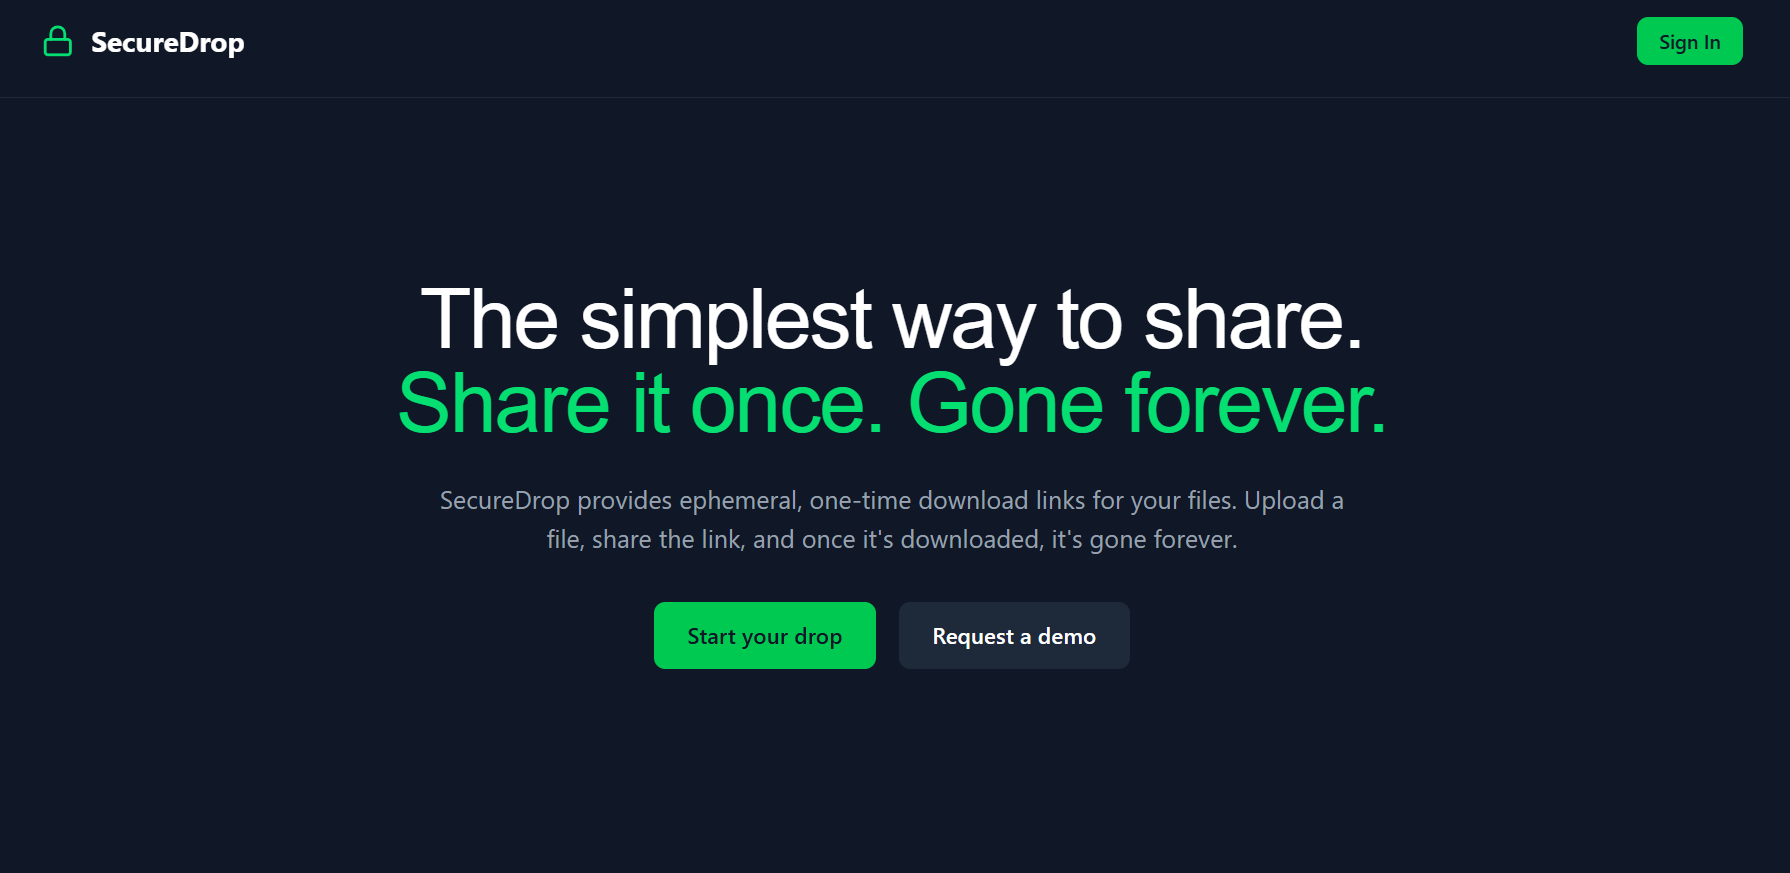 SecureDrop
Sign In
The simplest way to share.
Share it once. Gone forever.
SecureDrop provides ephemeral, one-time download links for your files. Upload a
file, share the link, and once it's downloaded, it's gone forever.
Start your drop
Request a demo